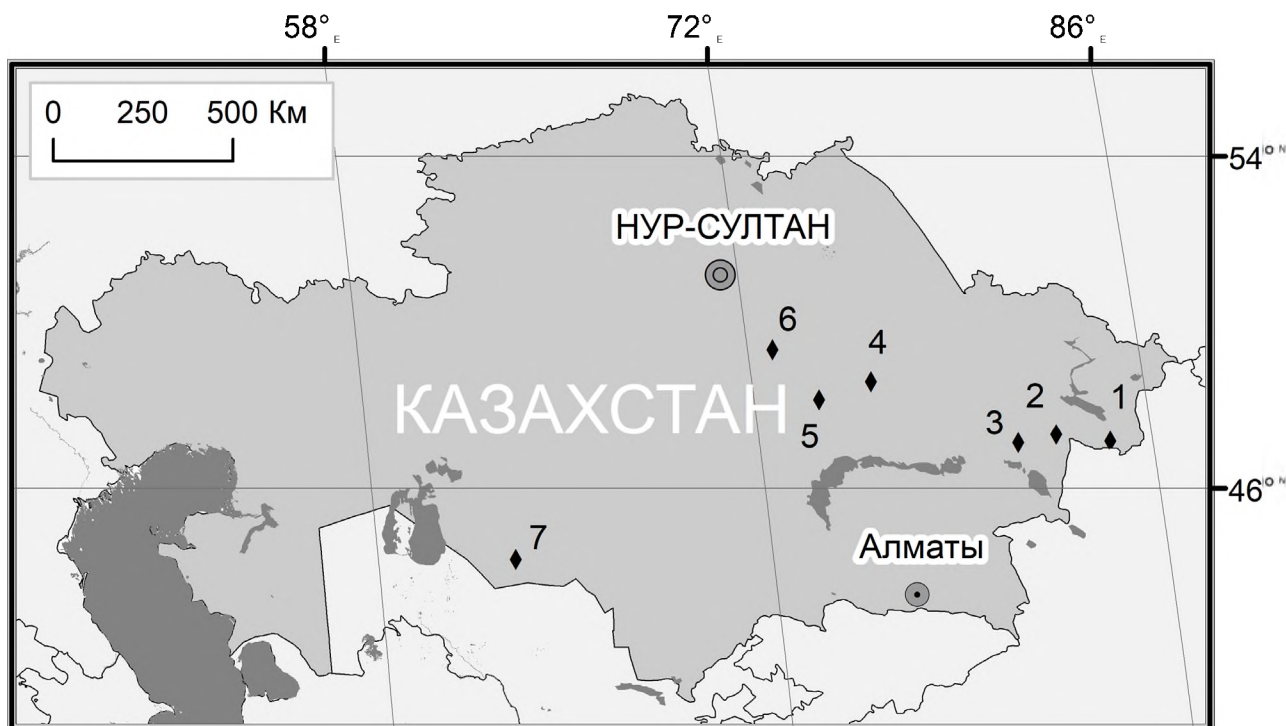 58° E 72° E 86° E
0 250 500 Км
54° N
НУР-СУЛТАН
6
4
КАЗАХСТАН
1
2
3
5
46° N
7
Алматы